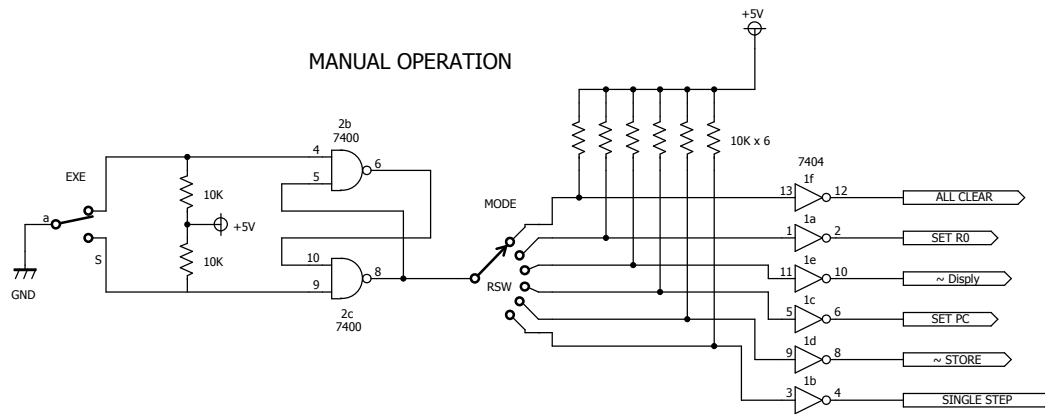 +5V
MANUAL OPERATION
2b
7400
4
6
5
EXE
10K
10K x 6
7404
1f
13
12
ALL CLEAR
MODE
a
+5V
1a
1
2
SET R0
S
10K
10
8
9
1e
11
10
~ Disply
GND
RSW
2c
7400
1c
5
6
SET PC
1d
9
8
~ STORE
1b
3
4
SINGLE STEP